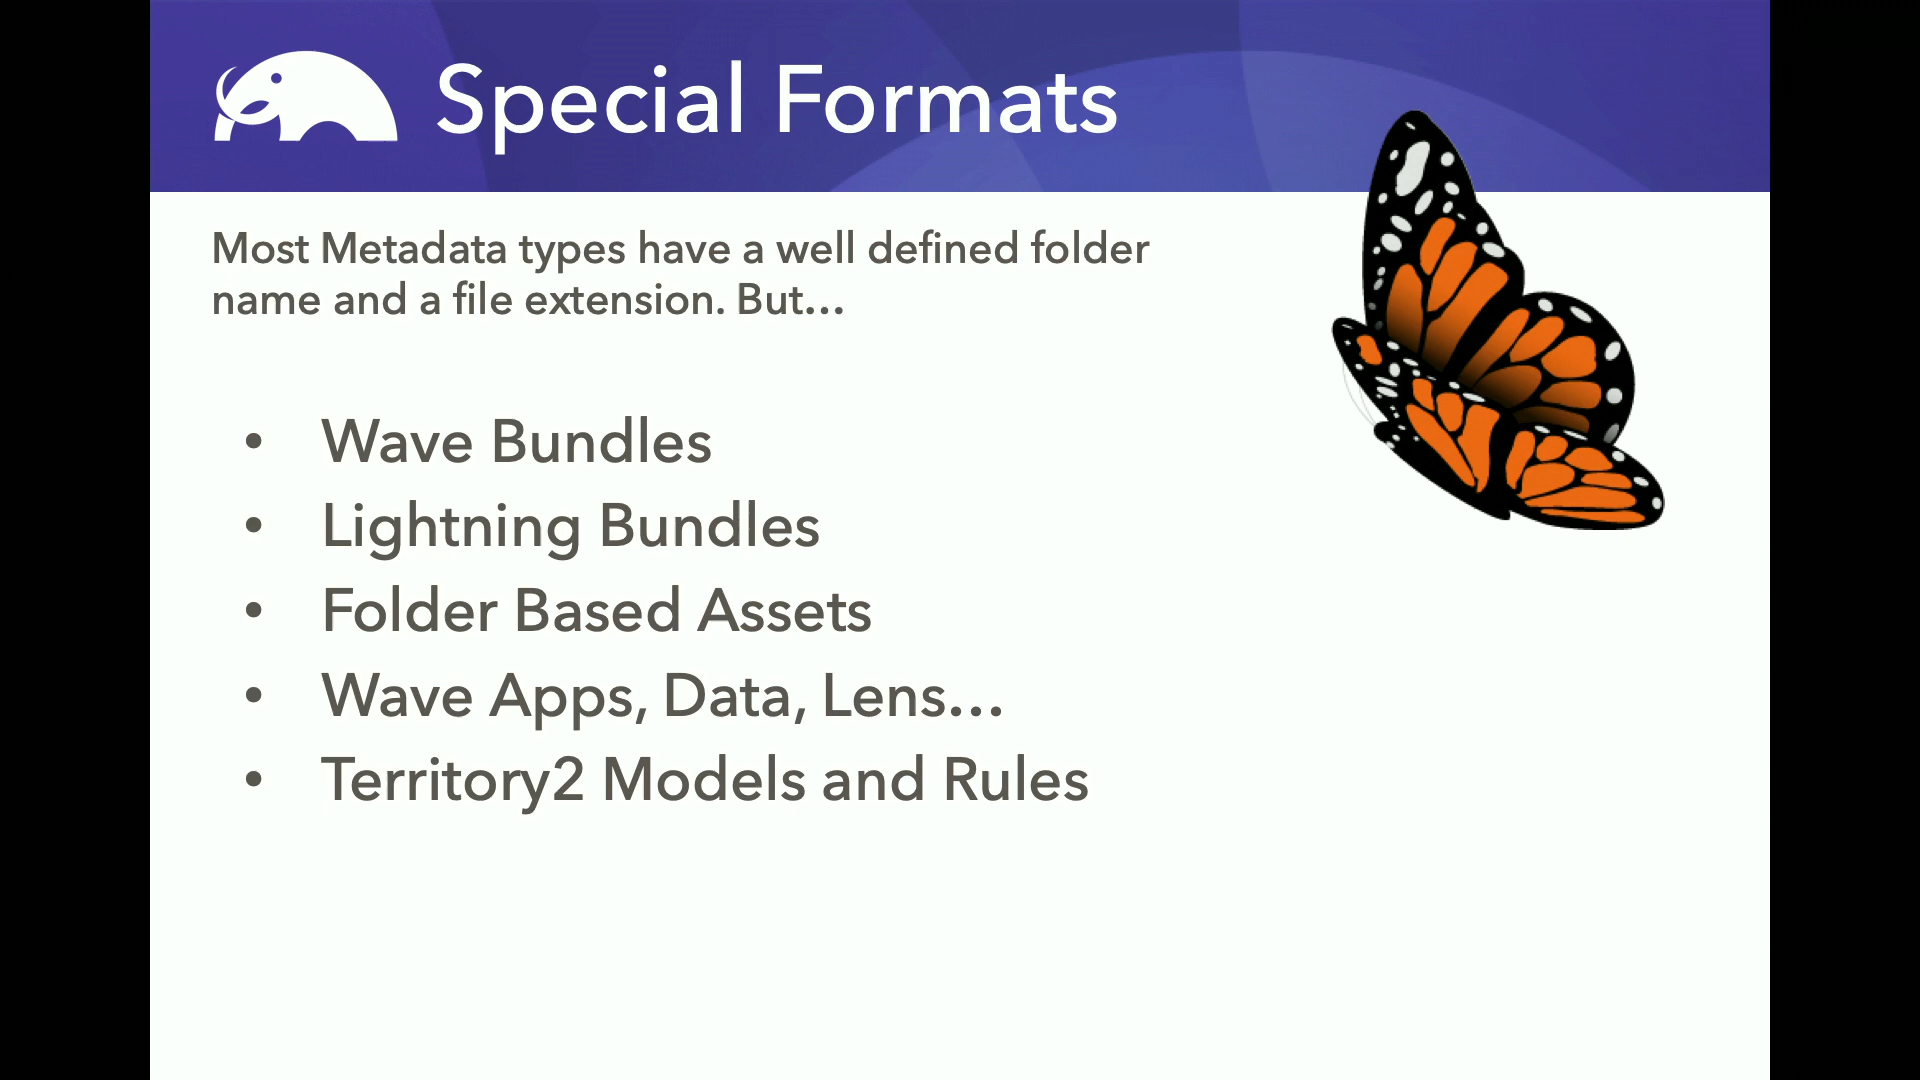 Special Formats
Most Metadata types have a well defined folder
name and a file extension. But...
• Wave Bundles
• Lightning Bundles
• Folder Based Assets
• Wave Apps, Data, Lens...
• Territory2 Models and Rules